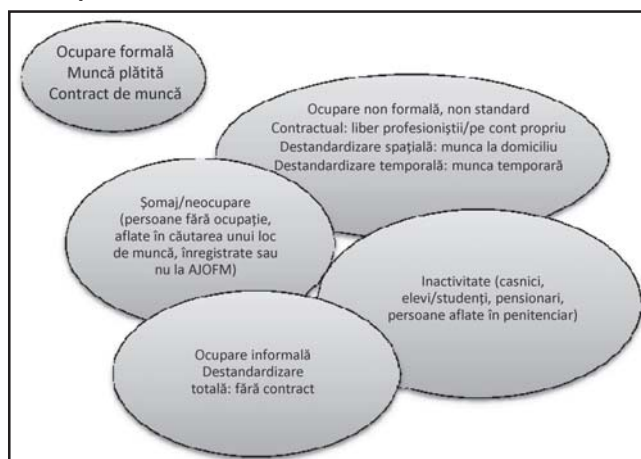 Ocupare formală
Muncă plătită
Contract de muncă
Ocupare non formală, non standard
Contractual: liber profesioniștii/pe cont propriu
Destandardizare spațială: munca la domiciliu
Destandardizare temporală: munca temporară
Șomaj/neocupare
(persoane fără ocupație,
aflate în căutarea unui loc
de muncă, înregistrate sau
nu la AJOFM)
Inactivitate (casnici,
elevi/studenți, pensionari,
persoane aflate în penitenciar)
Ocupare informală
Destandardizare
totală: fără contract